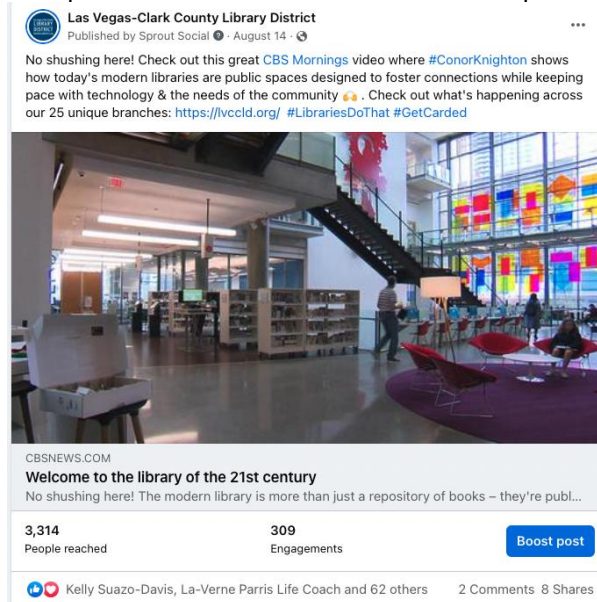 Las Vegas-Clark County Library District
Published by Sprout Social · August 14 ·
No shushing here! Check out this great CBS Mornings video where #ConorKnighton shows
how today's modern libraries are public spaces designed to foster connections while keeping
pace with technology & the needs of the community 🙌 . Check out what's happening across
our 25 unique branches: https://lvccld.org/ #LibrariesDoThat #GetCarded
CBSNEWS.COM
Welcome to the library of the 21st century
No shushing here! The modern library is more than just a repository of books – they're publ...
3,314
People reached
309
Engagements
Boost post
Kelly Suazo-Davis, La-Verne Parris Life Coach and 62 others
2 Comments 8 Shares